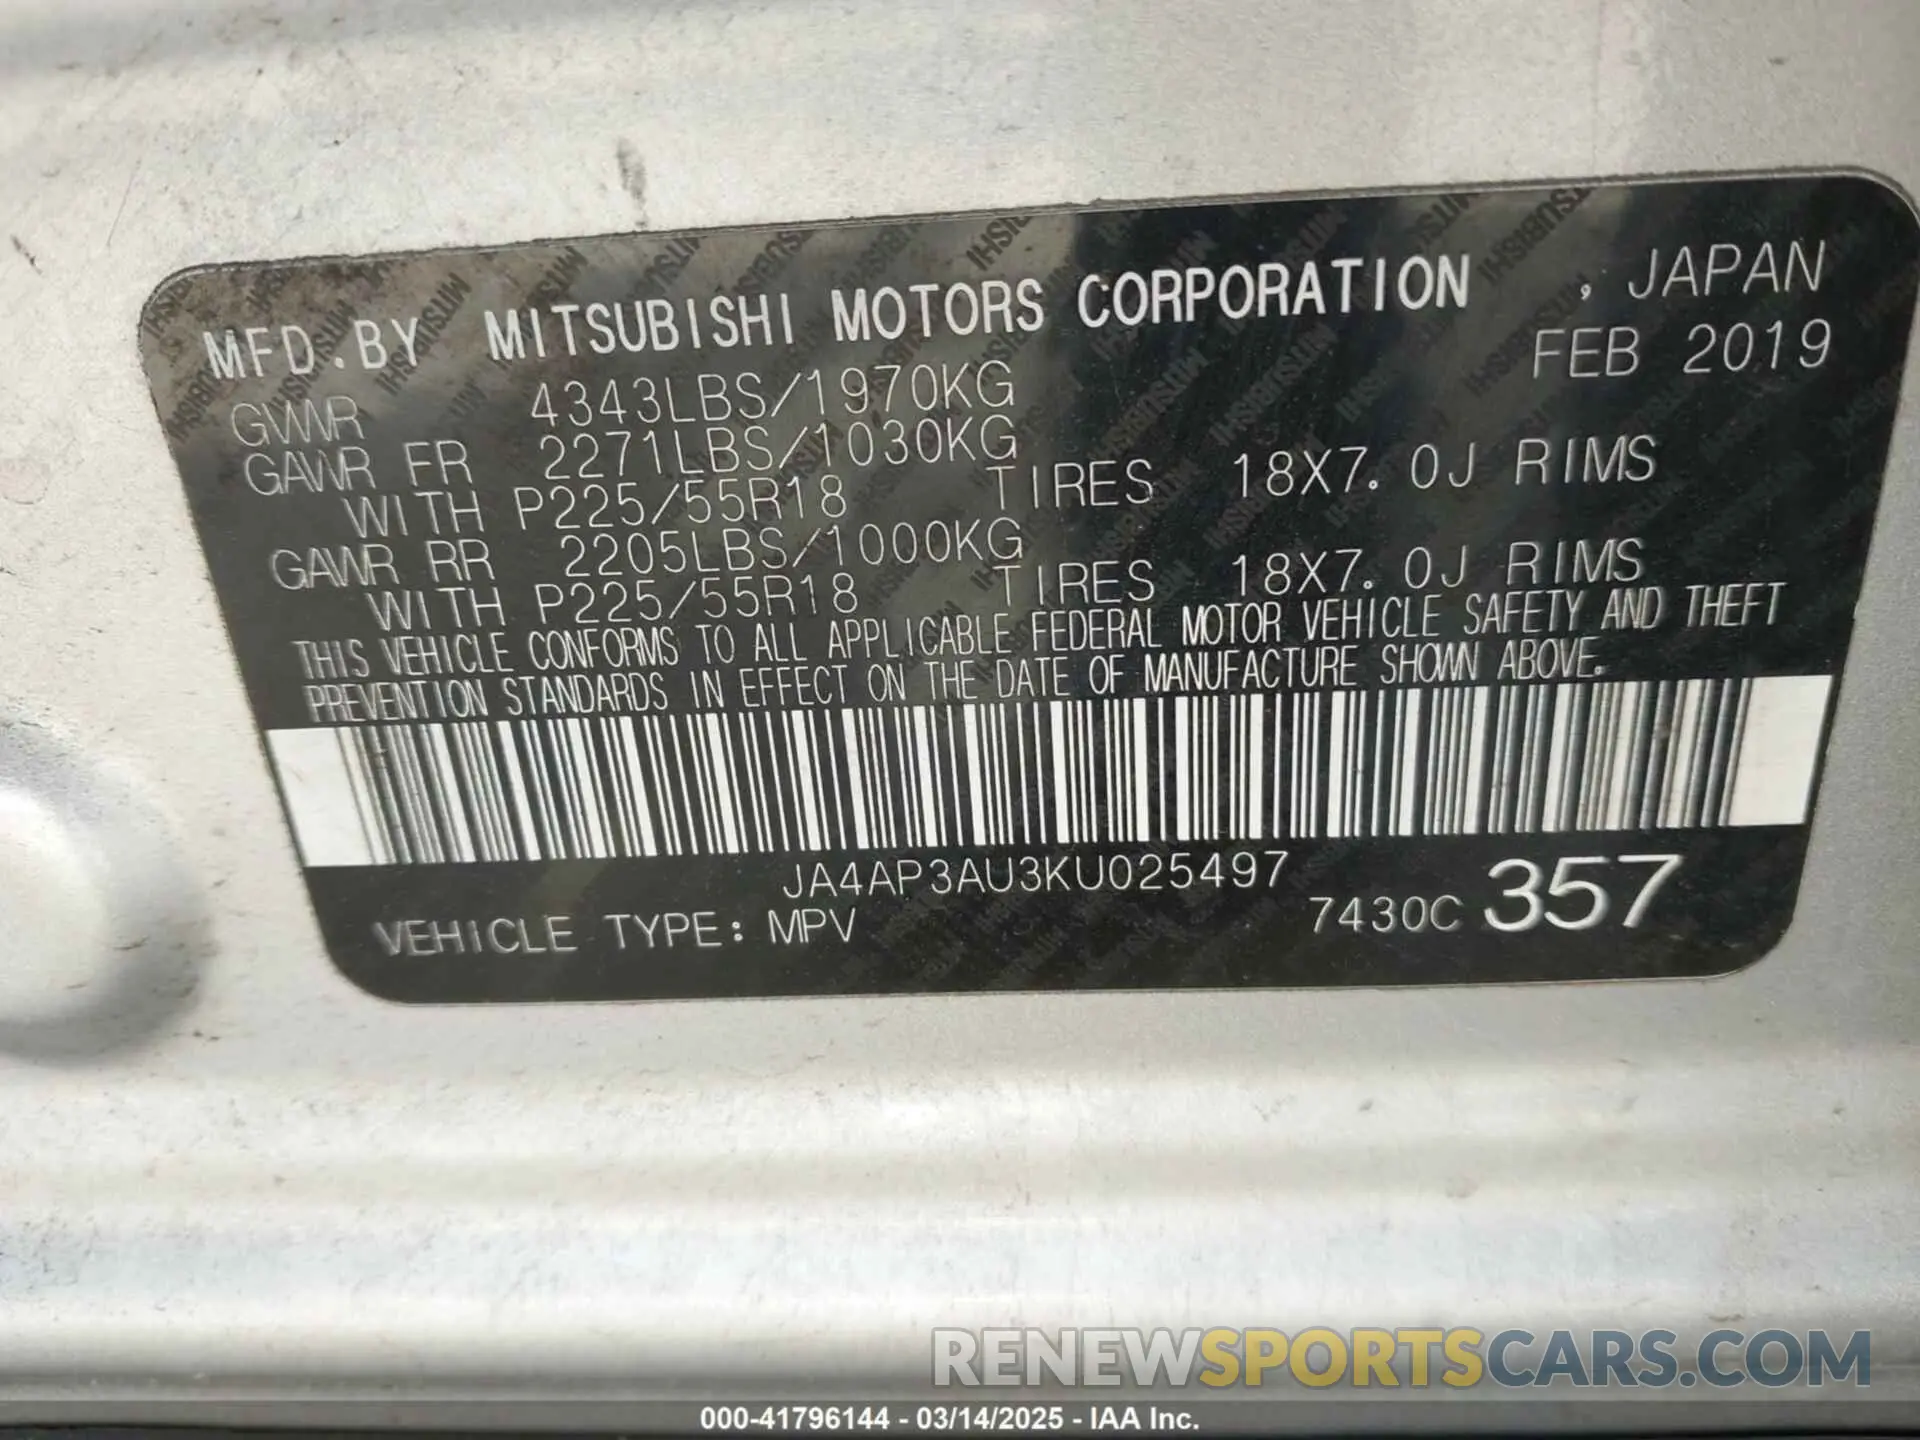 MFD.BY MITSUBISHI MOTORS CORPORATION , JAPAN
FEB 2019
GVWR 4343LBS/1970KG
GAWR FR 2271LBS/1030KG
WITH P225/55R18 TIRES 18X7.0J RIMS
GAWR RR 2205LBS/1000KG
WITH P225/55R18 TIRES 18X7.0J RIMS
THIS VEHICLE CONFORMS TO ALL APPLICABLE FEDERAL MOTOR VEHICLE SAFETY AND THEFT
PREVENTION STANDARDS IN EFFECT ON THE DATE OF MANUFACTURE SHOWN ABOVE.
JA4AP3AU3KU025497
VEHICLE TYPE: MPV 7430C 357
RENEWSPORTSCARS.COM
000-41796144 - 03/14/2025 - IAA Inc.